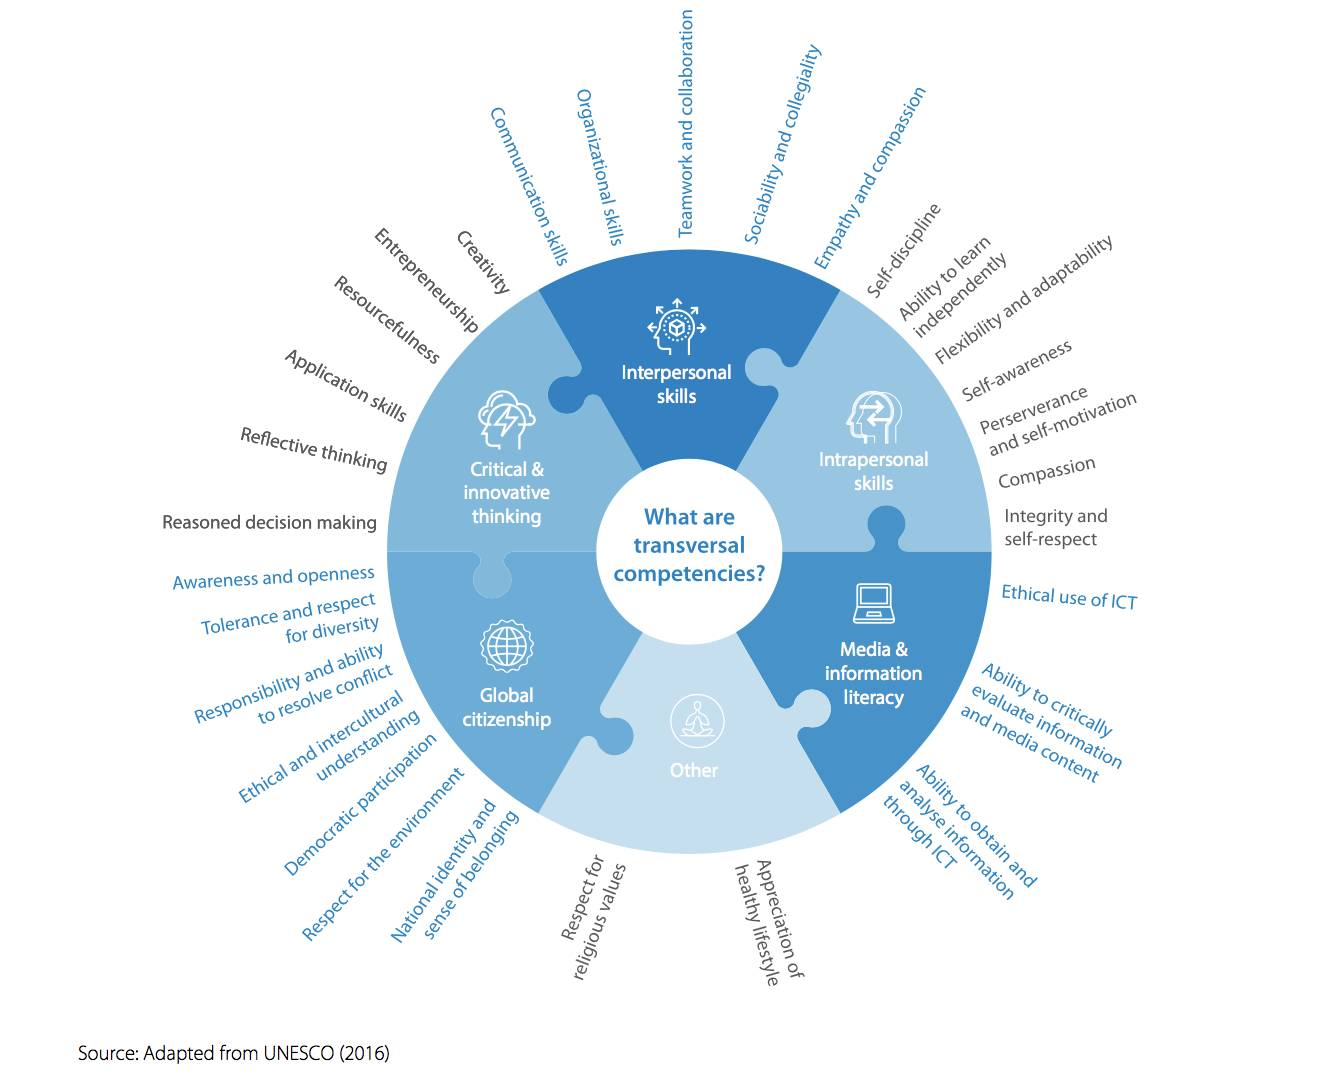 Communication skills
Organizational skills
Teamwork and collaboration
Sociability and collegiality
Empathy and compassion
Self-discipline
Ability to learn
independently
Flexibility and adaptability
Self-awareness
Perserverance
and self-motivation
Compassion
Integrity and
self-respect
Ethical use of ICT
Ability to critically
evaluate information
and media content
Ability to obtain and
analyse information
through ICT
Appreciation of
healthy lifestyle
Respect for
religious values
National identity and
sense of belonging
Respect for the environment
Democratic participation
Ethical and intercultural
understanding
Responsibility and ability
to resolve conflict
Tolerance and respect
for diversity
Awareness and openness
Reasoned decision making
Reflective thinking
Application skills
Resourcefulness
Entrepreneurship
Creativity
Interpersonal
skills
Intrapersonal
skills
Media &
information
literacy
Other
Global
citizenship
Critical &
innovative
thinking
What are
transversal
competencies?
Source: Adapted from UNESCO (2016)